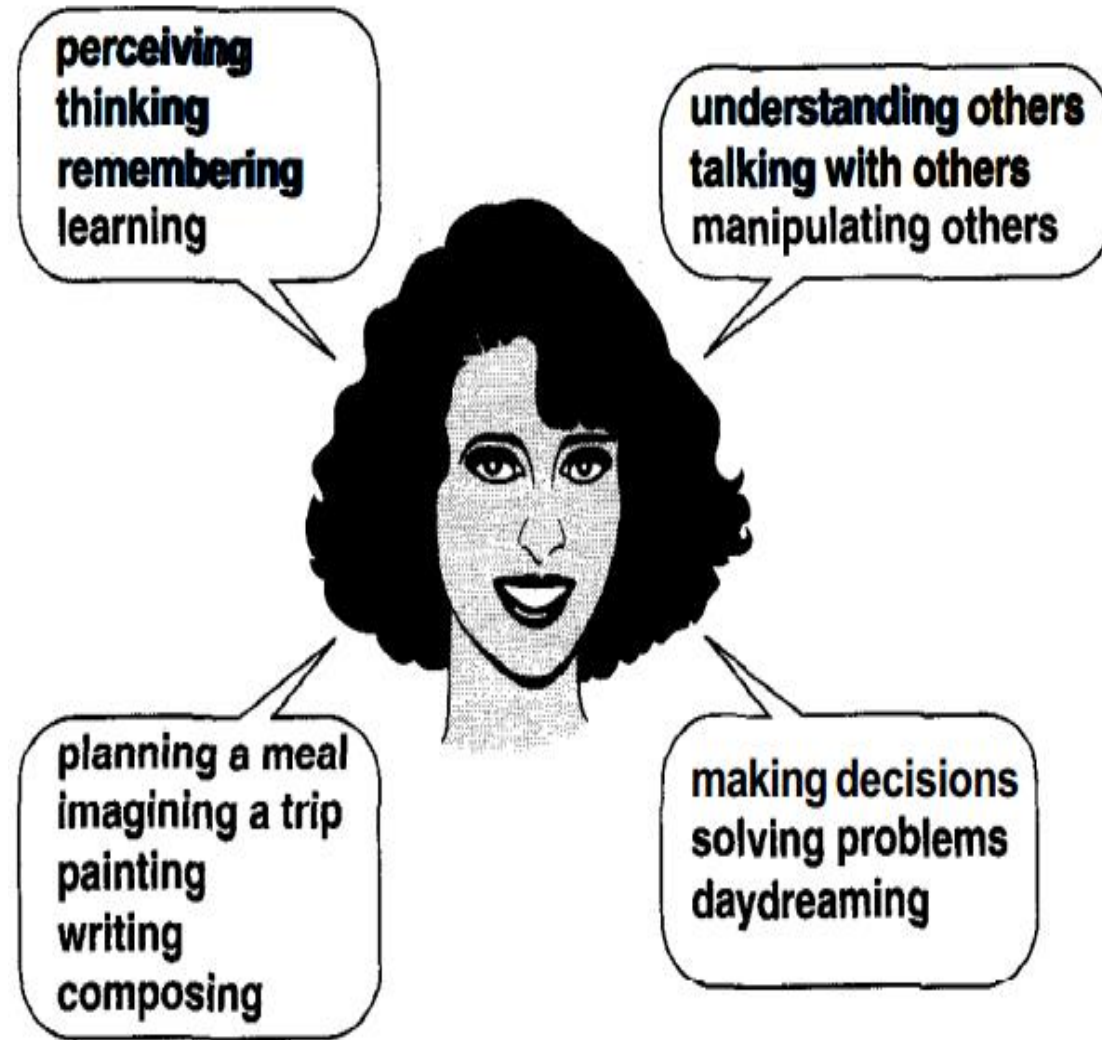 perceiving
thinking
remembering
learning
understanding others
talking with others
manipulating others
planning a meal
imagining a trip
painting
writing
composing
making decisions
solving problems
daydreaming